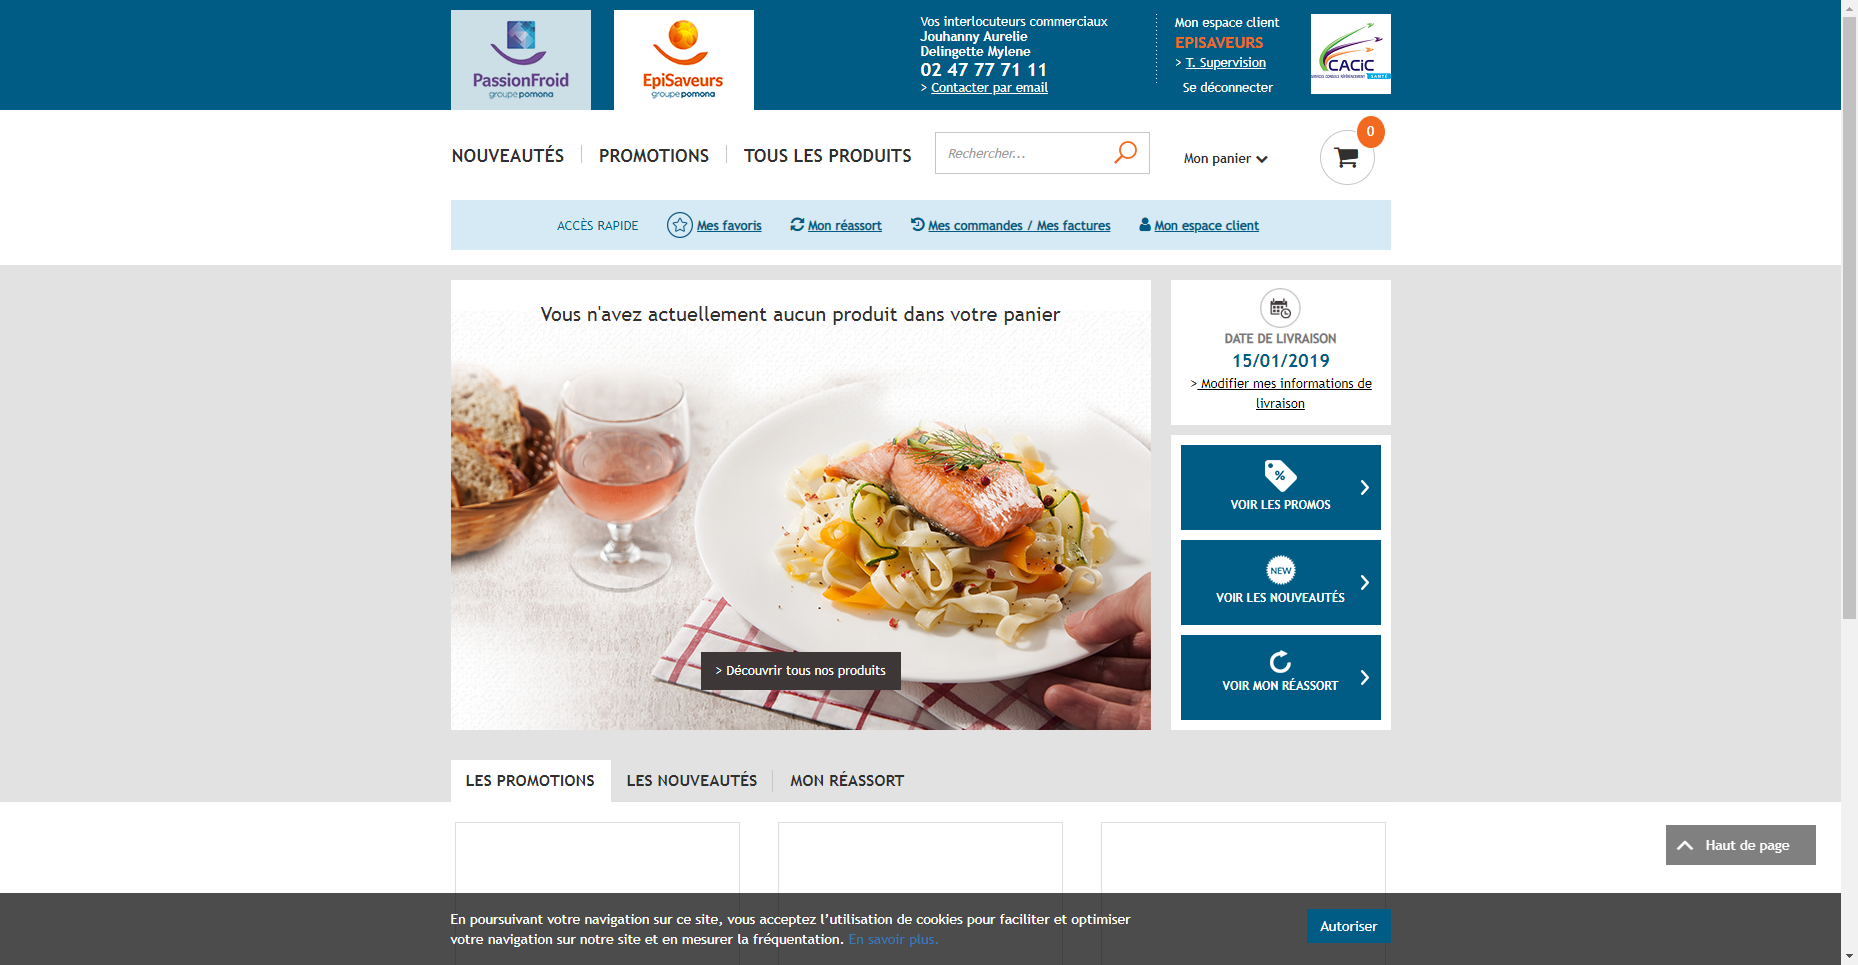 PassionFroid
groupe pomona
EpiSaveurs
groupe pomona
Vos interlocuteurs commerciaux
Jouhanny Aurelie
Delingette Mylene
02 47 77 71 11
> Contacter par email
Mon espace client
EPISAVEURS
> T. Supervision
Se déconnecter
CACIC
SERVICES CONSEILS RÉFÉRENCEMENT SANTÉ
NOUVEAUTÉS
PROMOTIONS
TOUS LES PRODUITS
Rechercher...
Mon panier
0
ACCÈS RAPIDE
Mes favoris
Mon réassort
Mes commandes / Mes factures
Mon espace client
Vous n'avez actuellement aucun produit dans votre panier
> Découvrir tous nos produits
DATE DE LIVRAISON
15/01/2019
> Modifier mes informations de
livraison
%
VOIR LES PROMOS
NEW
VOIR LES NOUVEAUTÉS
VOIR MON RÉASSORT
LES PROMOTIONS
LES NOUVEAUTÉS
MON RÉASSORT
Haut de page
En poursuivant votre navigation sur ce site, vous acceptez l'utilisation de cookies pour faciliter et optimiser
votre navigation sur notre site et en mesurer la fréquentation. En savoir plus.
Autoriser